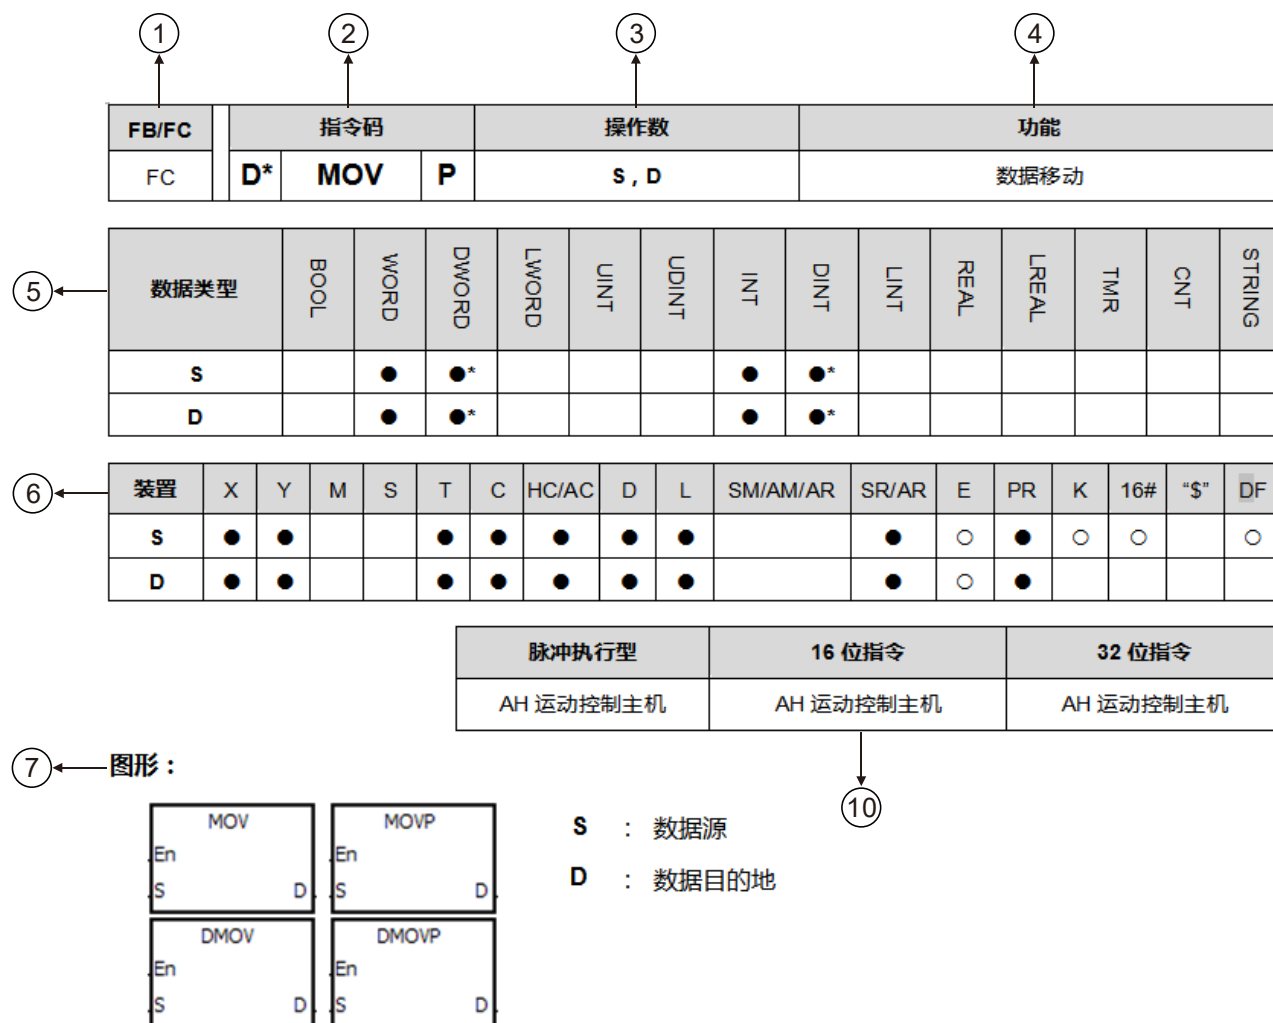 ① ② ③ ④
FB/FC 指令码 操作数 功能
FC D* MOV P S , D 数据移动
⑤ 数据类型 BOOL WORD DWORD LWORD UINT UDINT INT DINT LINT REAL LREAL TMR CNT STRING
S ● ●* ● ●*
D ● ●* ● ●*
⑥ 装置 X Y M S T C HC/AC D L SM/AM/AR SR/AR E PR K 16# “$” DF
S ● ● ● ● ● ● ● ● ○ ● ○ ○ ○
D ● ● ● ● ● ● ● ● ○ ●
脉冲执行型 16 位指令 32 位指令
AH 运动控制主机 AH 运动控制主机 AH 运动控制主机
⑦ 图形：
⑩
MOV MOVP
En En
S D S D
S : 数据源
D : 数据目的地
DMOV DMOVP
En En
S D S D